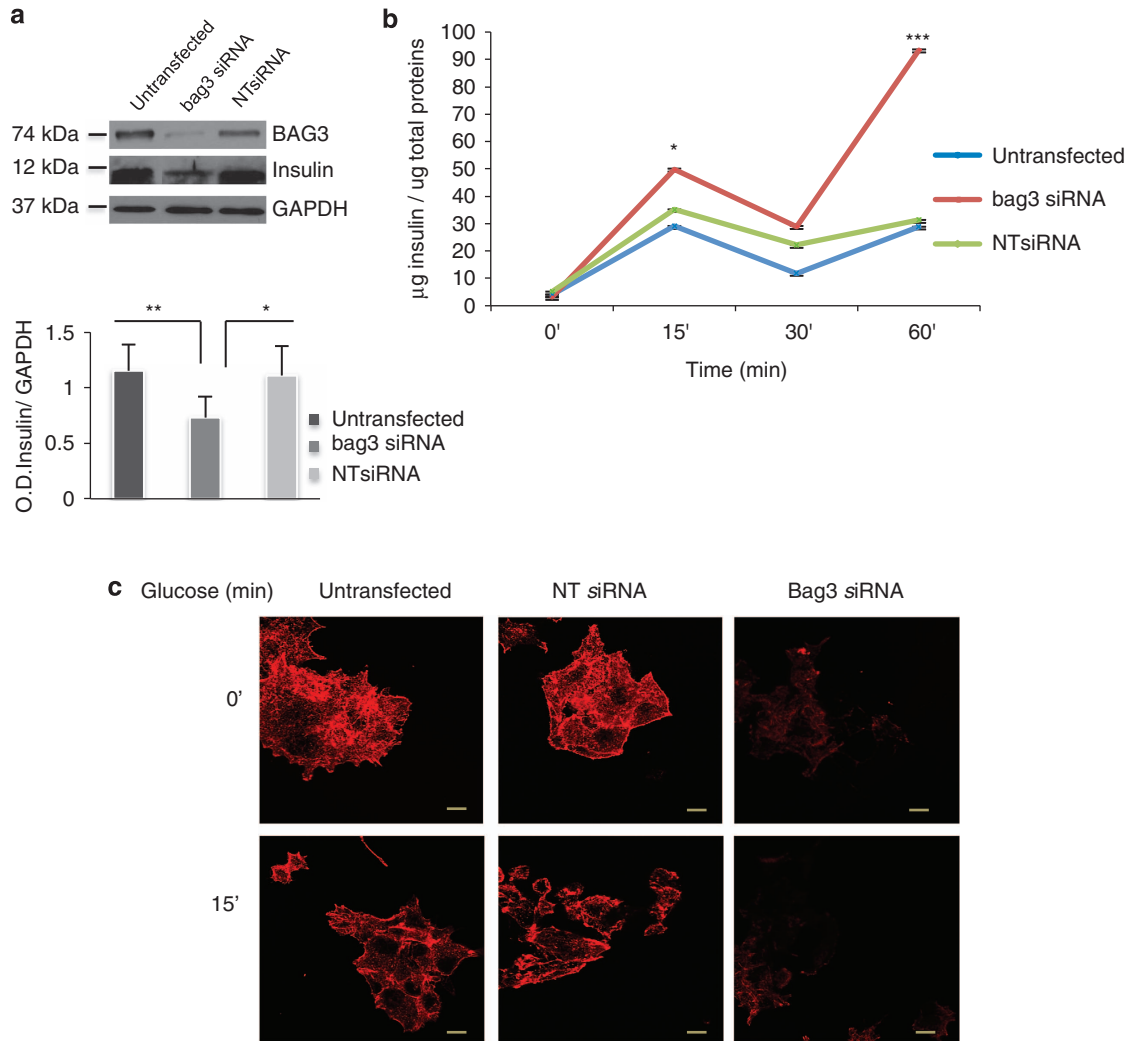 a
Untransfected
bag3 siRNA
NTsiRNA
74 kDa
BAG3
12 kDa
Insulin
37 kDa
GAPDH
**
*
1.5
1
0.5
0
O.D.Insulin/ GAPDH
Untransfected
bag3 siRNA
NTsiRNA
b
100
90
80
70
60
50
40
30
20
10
0
µg insulin / ug total proteins
*
***
0'
15'
30'
60'
Time (min)
Untransfected
bag3 siRNA
NTsiRNA
c
Glucose (min)
Untransfected
NT siRNA
Bag3 siRNA
0’
15’